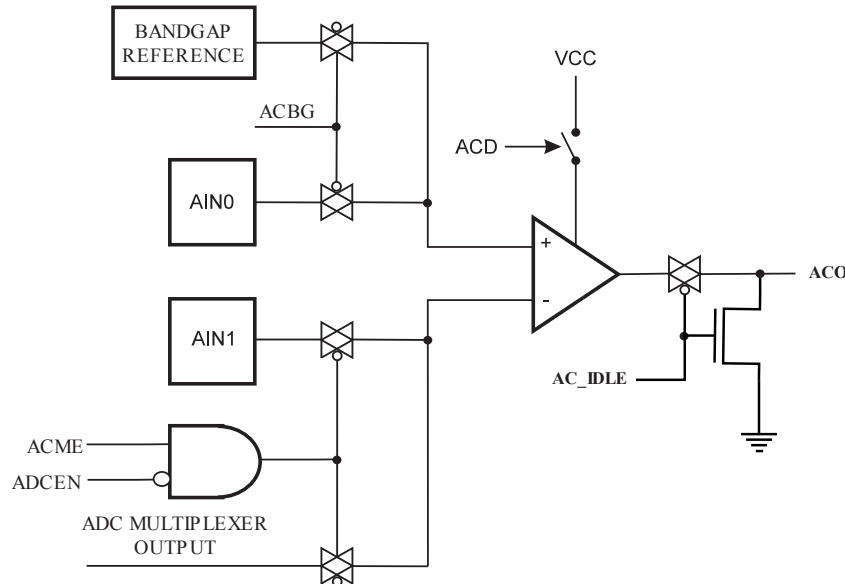 BANDGAP
REFERENCE
VCC
ACBG
ACD
AIN0
+
-
ACO
AIN1
AC_IDLE
ACME
ADCEN
ADC MULTIPLEXER
OUTPUT